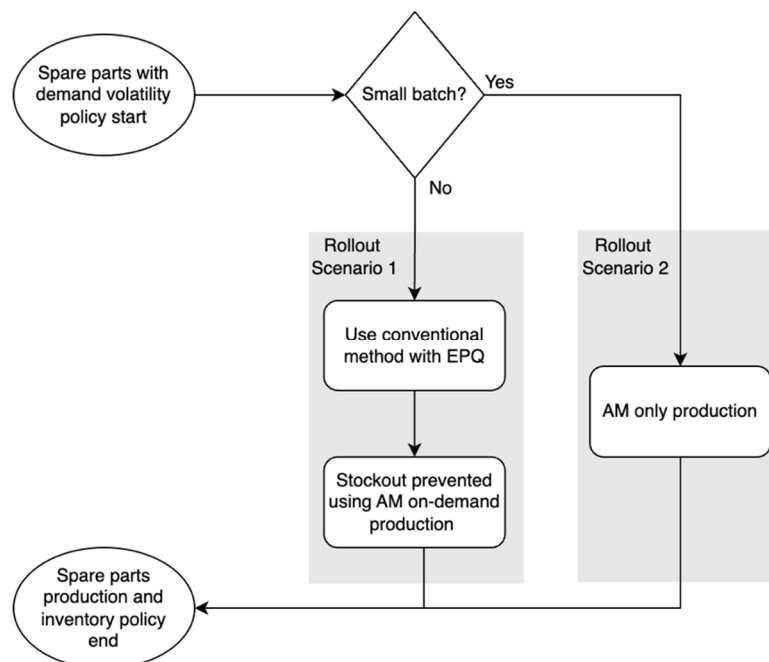 Spare parts with
demand volatility
policy start
Small batch?
Yes
No
Rollout
Scenario 1
Rollout
Scenario 2
Use conventional
method with EPQ
AM only production
Stockout prevented
using AM on-demand
production
Spare parts
production and
inventory policy
end